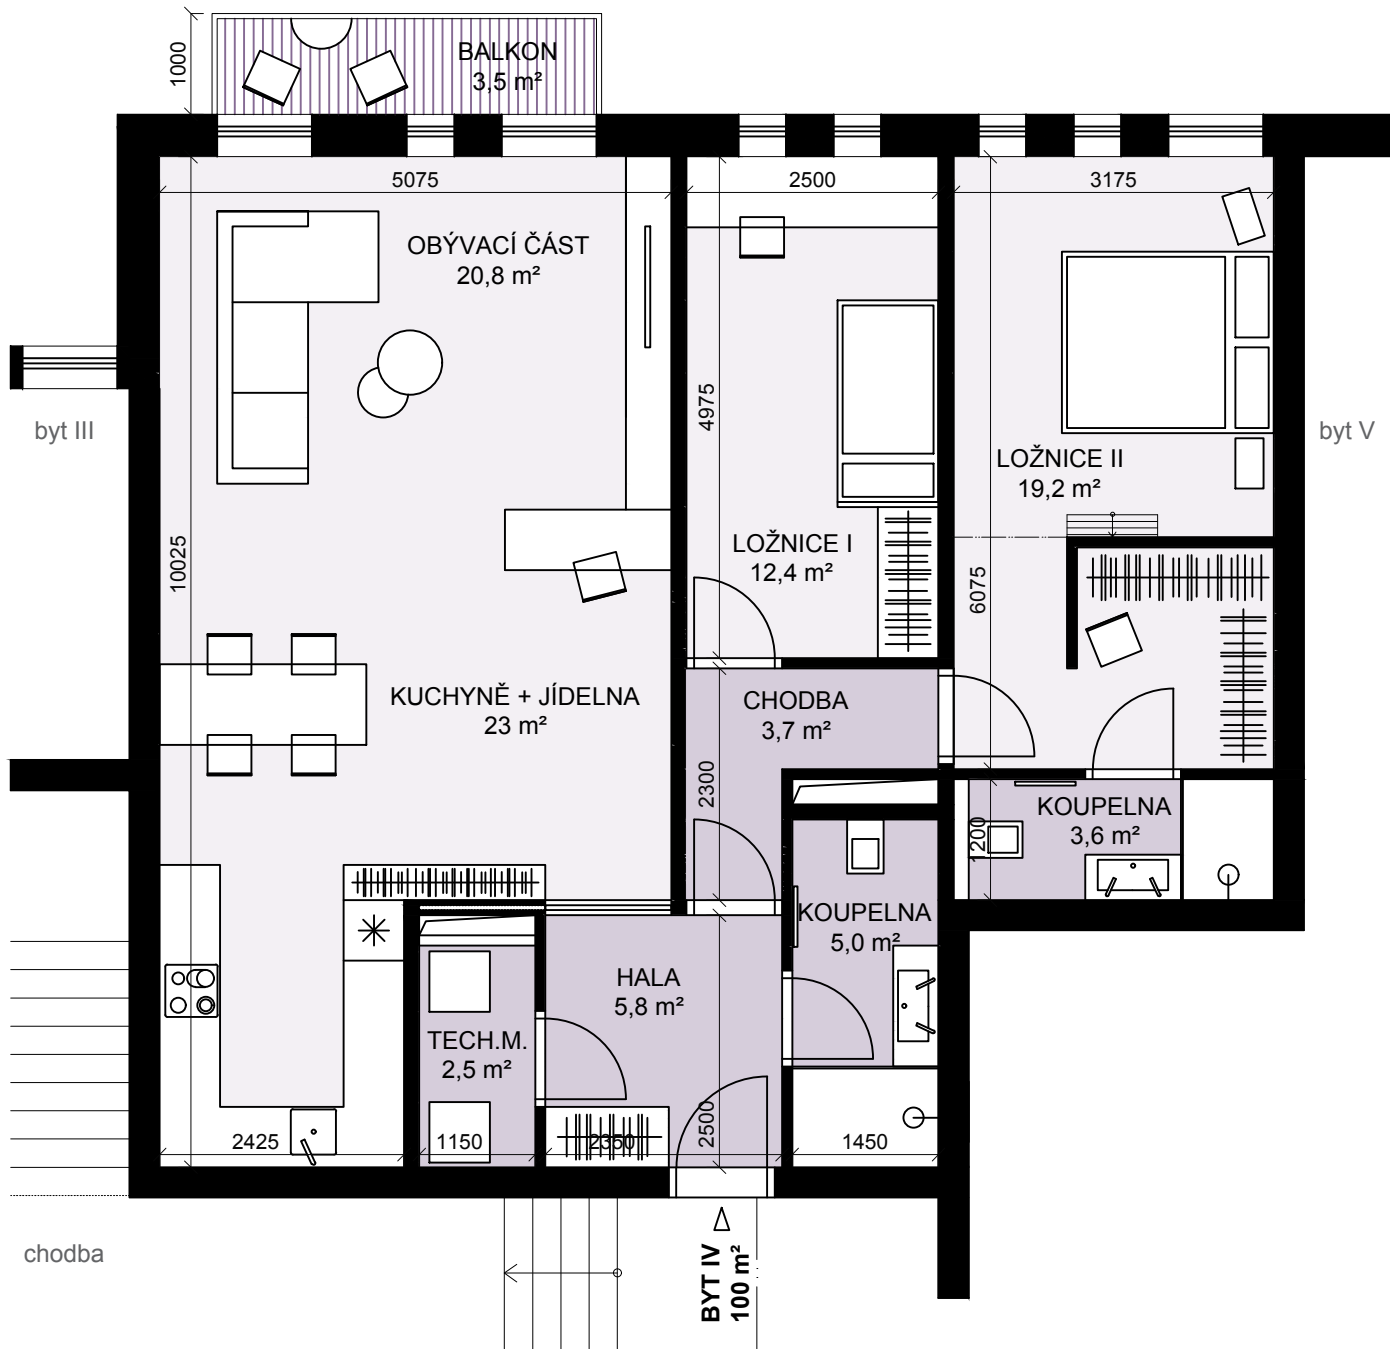 1000
BALKON
3,5 m²
5075
2500
3175
OBÝVACÍ ČÁST
20,8 m²
4975
byt III
byt V
LOŽNICE II
19,2 m²
10025
LOŽNICE I
12,4 m²
6075
KUCHYNĚ + JÍDELNA
23 m²
CHODBA
3,7 m²
2300
KOUPELNA
3,6 m²
1200
KOUPELNA
5,0 m²
HALA
5,8 m²
TECH.M.
2,5 m²
2500
2425
1150
2350
1450
chodba
BYT IV
100 m²